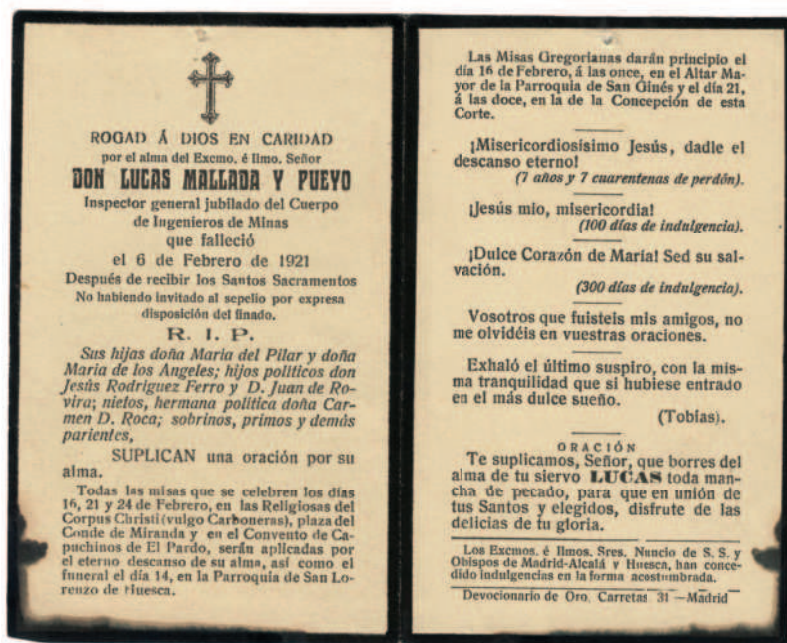 ROGAD Á DIOS EN CARIDAD
por el alma del Excmo. é Ilmo. Señor
DON LUCAS MALLADA Y PUEYO
Inspector general jubilado del Cuerpo
de Ingenieros de Minas
que falleció
el 6 de Febrero de 1921
Después de recibir los Santos Sacramentos
No habiendo invitado al sepelio por expresa
disposición del finado.
R. I. P.
Sus hijas doña Maria del Pilar y doña
Maria de los Angeles; hijos politicos don
Jesús Rodriguez Ferro y D. Juan de Ro-
vira; nietos, hermana politica doña Car-
men D. Roca; sobrinos, primos y demás
parientes,
SUPLICAN una oración por su
alma.
Todas las misas que se celebren los días
16, 21 y 24 de Febrero, en las Religiosas del
Corpus Christi (vulgo Carboneras), plaza del
Conde de Miranda y en el Convento de Ca-
puchinos de El Pardo, serán aplicadas por
el eterno descanso de su alma, así como el
funeral el día 14, en la Parroquia de San Lo-
renzo de Huesca.
Las Misas Gregorianas darán principio el
día 16 de Febrero, á las once, en el Altar Ma-
yor de la Parroquia de San Ginés y el día 21,
á las doce, en la de la Concepción de esta
Corte.
¡Misericordiosísimo Jesús, dadle el
descanso eterno!
(7 años y 7 cuarentenas de perdón).
¡Jesús mio, misericordia!
(100 días de indulgencia).
¡Dulce Corazón de María! Sed su sal-
vación.
(300 días de indulgencia).
Vosotros que fuisteis mis amigos, no
me olvidéis en vuestras oraciones.
Exhaló el último suspiro, con la mis-
ma tranquilidad que si hubiese entrado
en el más dulce sueño.
(Tobías).
ORACIÓN
Te suplicamos, Señor, que borres del
alma de tu siervo LUCAS toda man-
cha de pecado, para que en unión de
tus Santos y elegidos, disfrute de las
delicias de tu gloria.
Los Excmos. é Ilmos. Sres. Nuncio de S. S. y
Obispos de Madrid-Alcalá y Huesca, han conce-
dido indulgencias en la forma acostumbrada.
Devocionario de Oro. Carretas 31 —Madrid